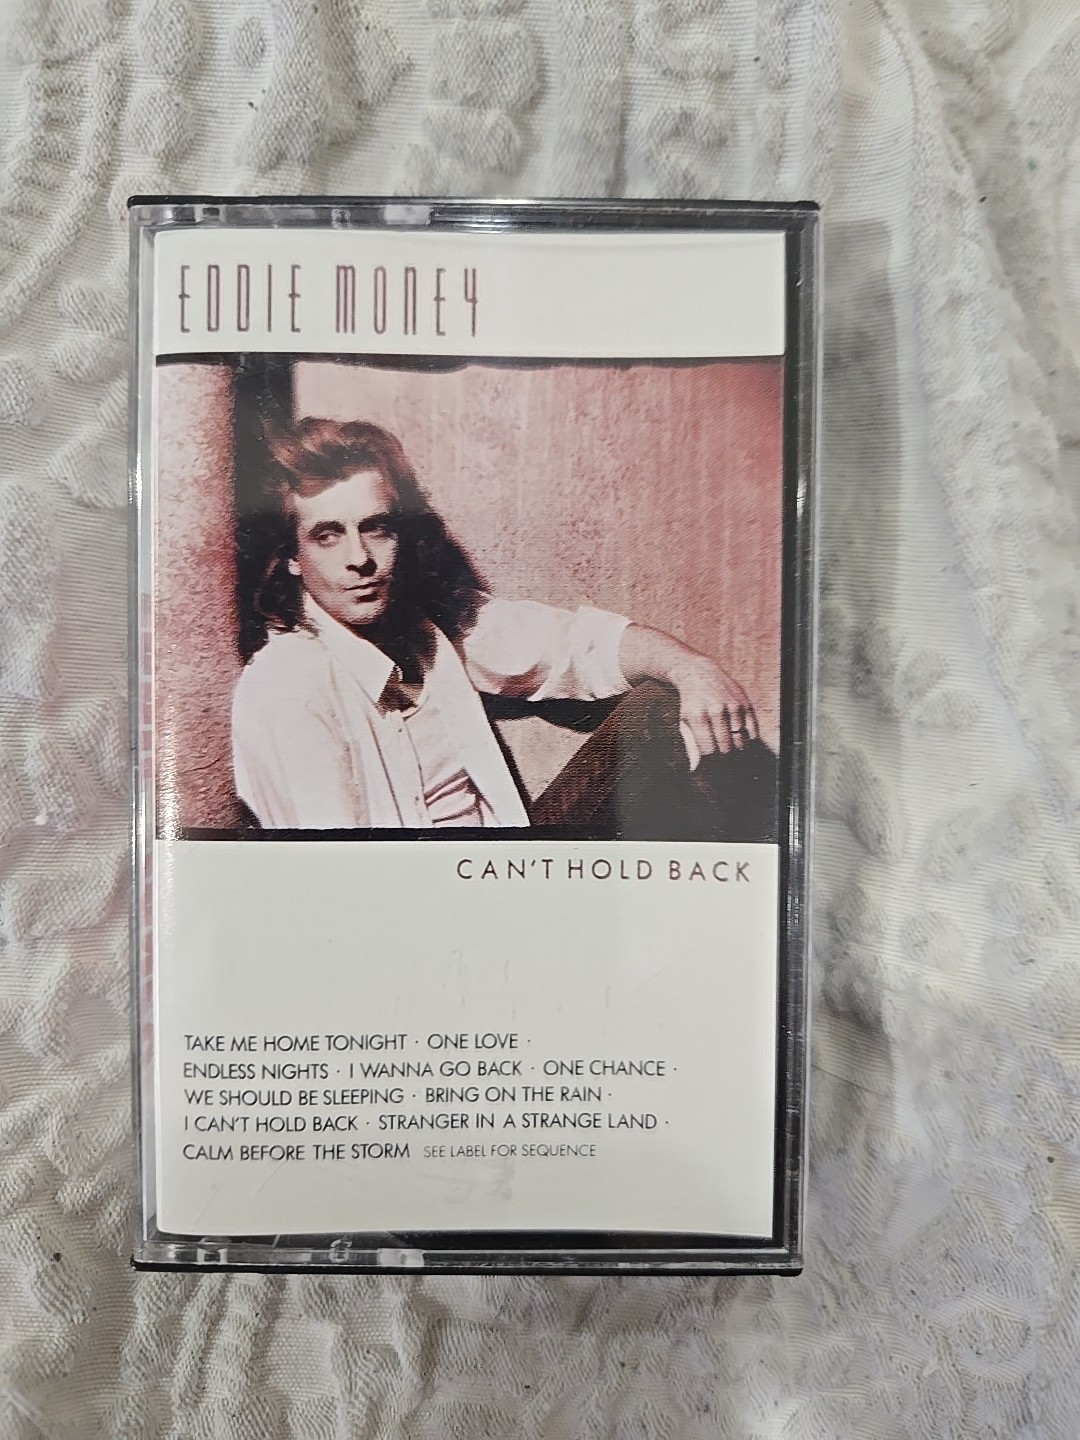 EDDIE MONEY
CAN'T HOLD BACK
TAKE ME HOME TONIGHT · ONE LOVE ·
ENDLESS NIGHTS · I WANNA GO BACK · ONE CHANCE ·
WE SHOULD BE SLEEPING · BRING ON THE RAIN ·
I CAN'T HOLD BACK · STRANGER IN A STRANGE LAND ·
CALM BEFORE THE STORM SEE LABEL FOR SEQUENCE